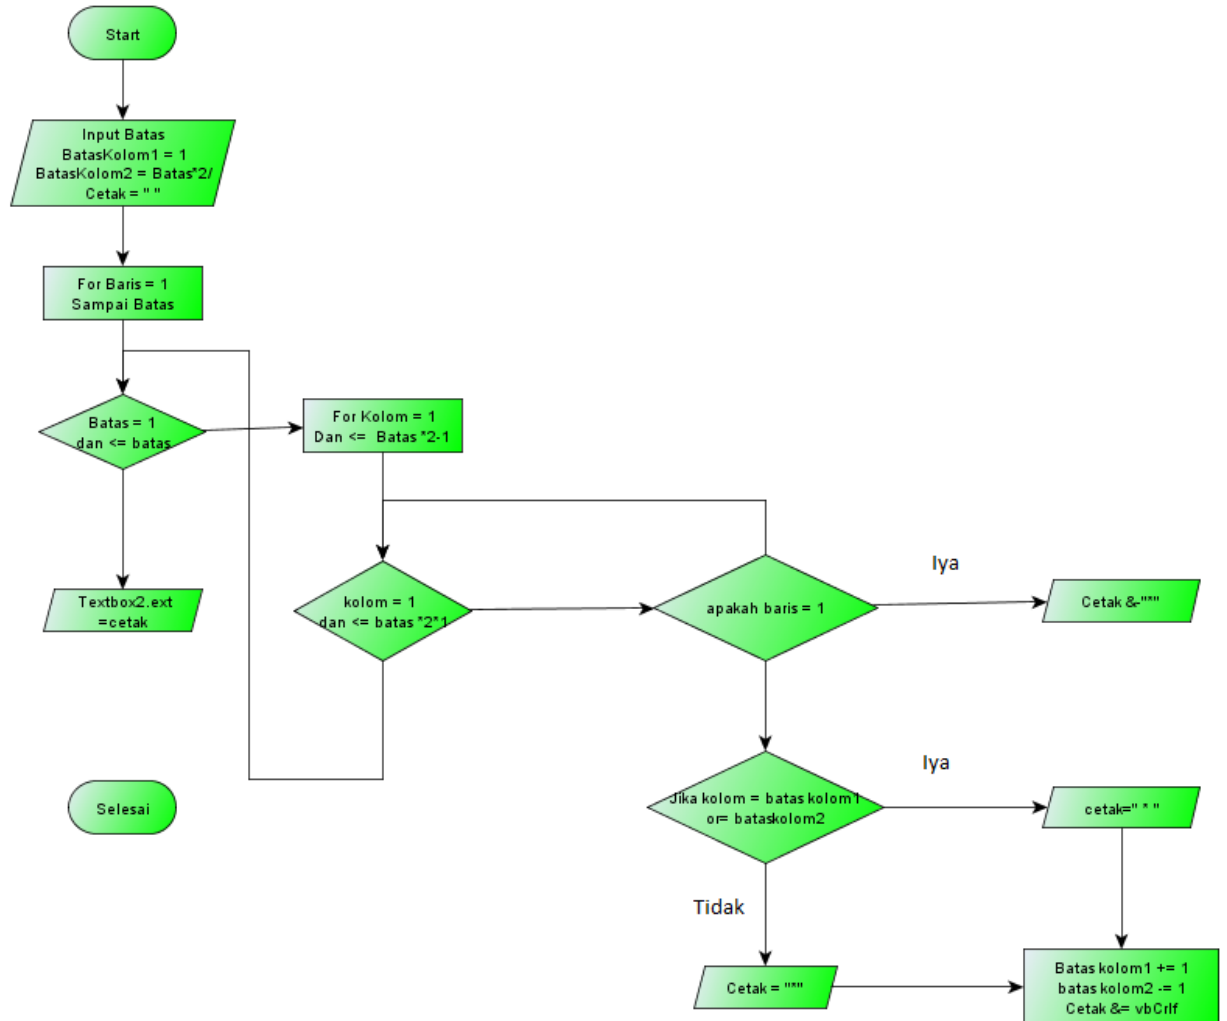 Start
Input Batas
BatasKolom1 = 1
BatasKolom2 = Batas*2/
Cetak = " "
For Baris = 1
Sampai Batas
Batas = 1
dan <= batas
For Kolom = 1
Dan <= Batas *2-1
Textbox2.ext
=cetak
kolom = 1
dan <= batas *2*1
apakah baris = 1
Iya
Cetak &-"*"
Selesai
Jika kolom = batas kolom1
or= bataskolom2
Iya
cetak=" * "
Tidak
Cetak = "*"
Batas kolom1 += 1
batas kolom2 -= 1
Cetak &= vbCrlf